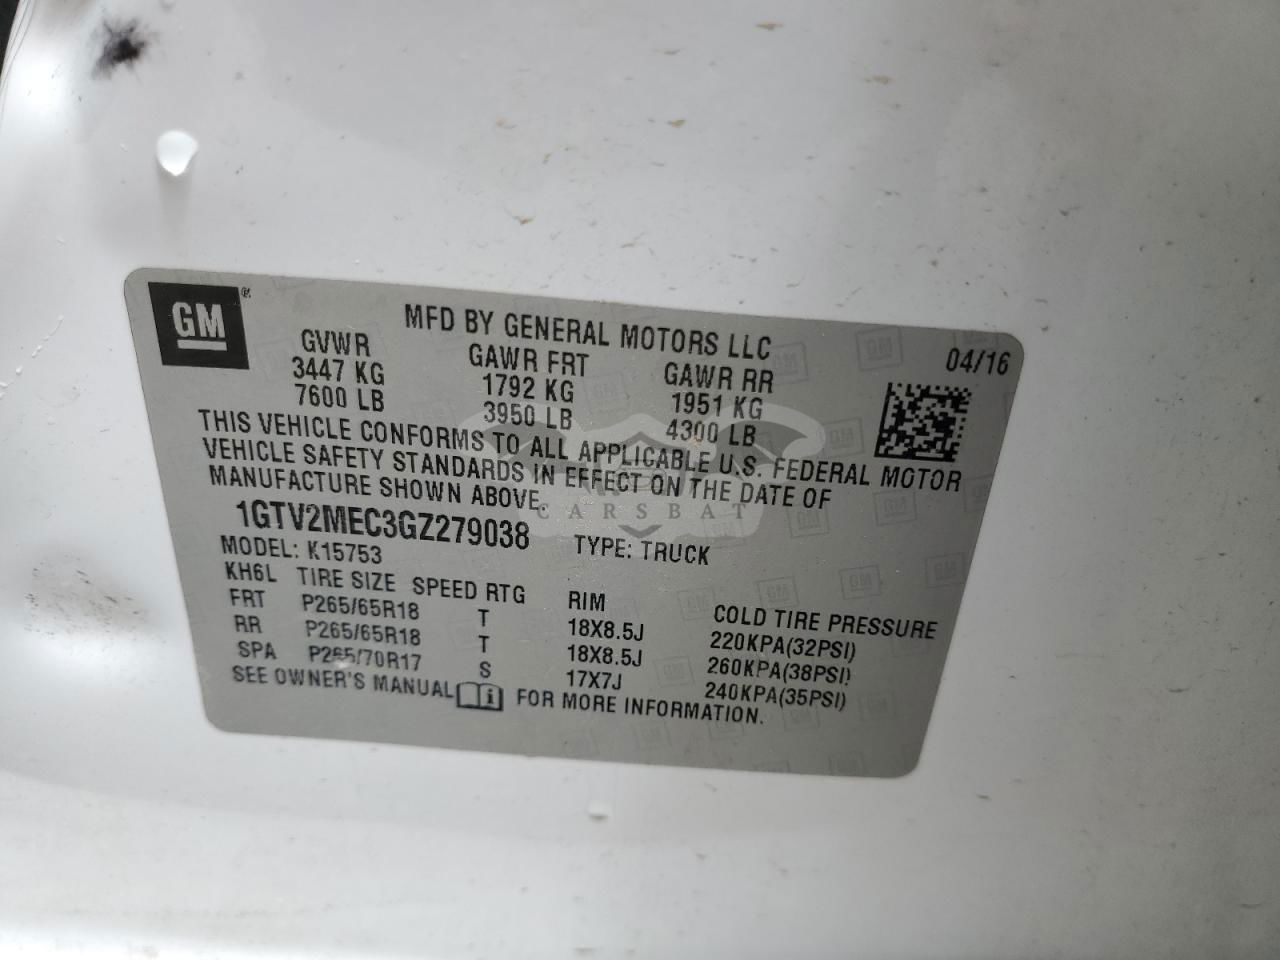 GM®
MFD BY GENERAL MOTORS LLC
04/16
GVWR GAWR FRT GAWR RR
3447 KG 1792 KG 1951 KG
7600 LB 3950 LB 4300 LB
THIS VEHICLE CONFORMS TO ALL APPLICABLE U.S. FEDERAL MOTOR
VEHICLE SAFETY STANDARDS IN EFFECT ON THE DATE OF
MANUFACTURE SHOWN ABOVE.
CARSBAT
1GTV2MEC3GZ279038 TYPE: TRUCK
MODEL: K15753
KH6L TIRE SIZE SPEED RTG RIM COLD TIRE PRESSURE
FRT P265/65R18 T 18X8.5J 220KPA(32PSI)
RR P265/65R18 T 18X8.5J 260KPA(38PSI)
SPA P265/70R17 S 17X7J 240KPA(35PSI)
SEE OWNER'S MANUAL FOR MORE INFORMATION.